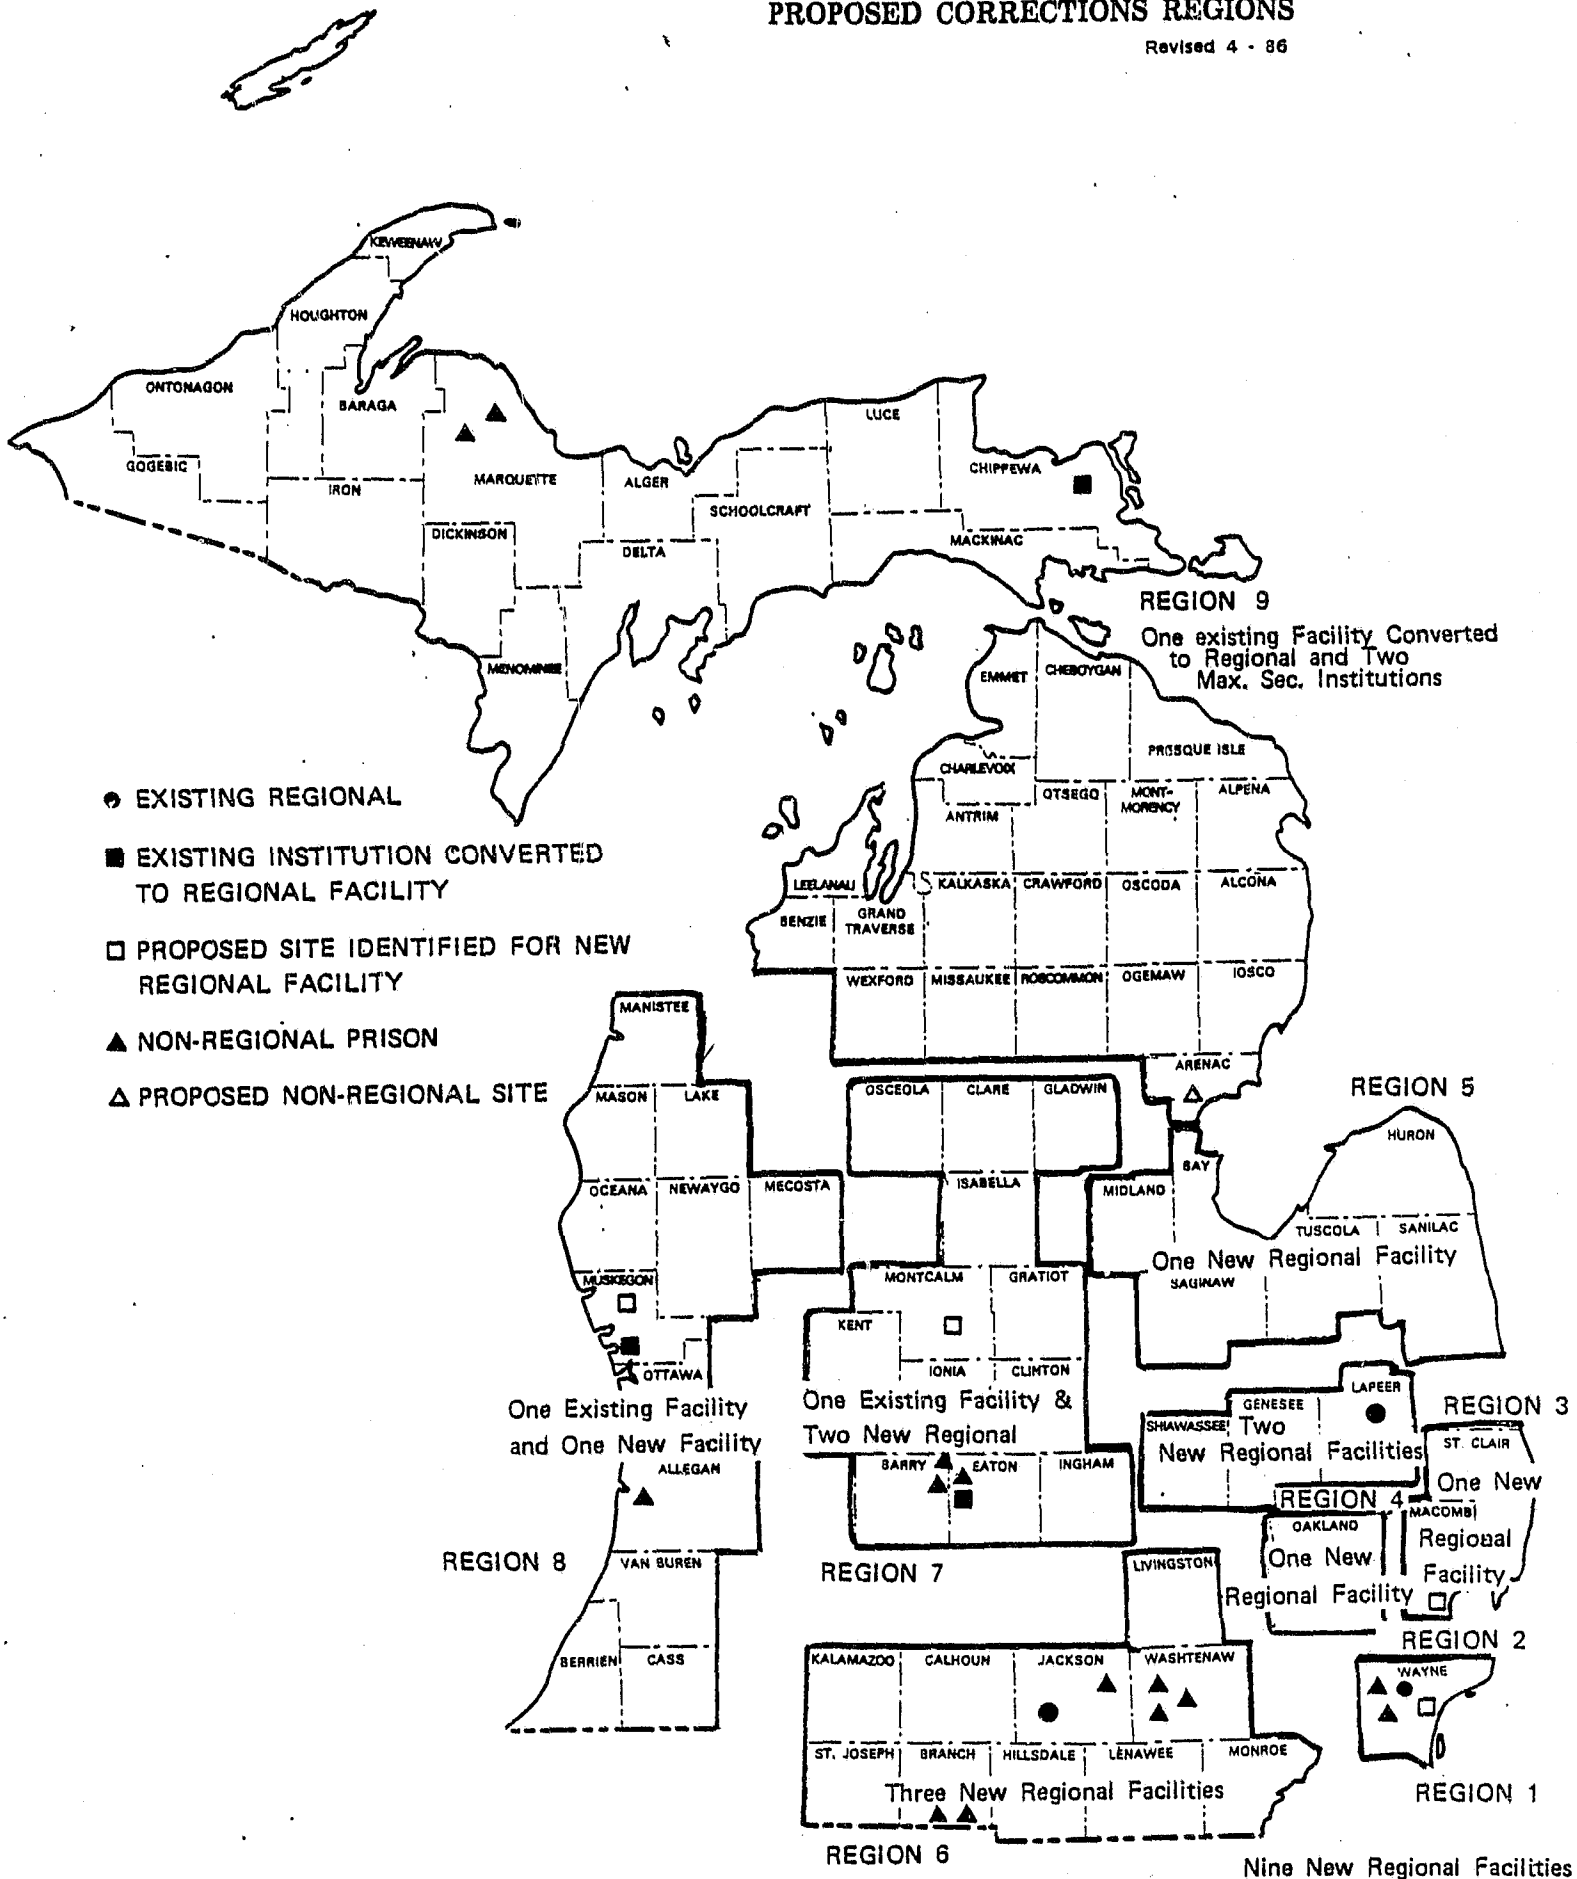 PROPOSED CORRECTIONS REGIONS
Revised 4 - 86
KEWEENAW
HOUGHTON
ONTONAGON
BARAGA
LUCE
GOGEBIC
IRON
MARQUETTE
ALGER
CHIPPEWA
SCHOOLCRAFT
DICKINSON
DELTA
MACKINAC
MENOMINEE
REGION 9
One existing Facility Converted
to Regional and Two
Max. Sec. Institutions
EMMET
CHEBOYGAN
PRESQUE ISLE
CHARLEVOIX
OTSEGO
MONT-
MORENCY
ALPENA
ANTRIM
EXISTING REGIONAL
EXISTING INSTITUTION CONVERTED
TO REGIONAL FACILITY
PROPOSED SITE IDENTIFIED FOR NEW
REGIONAL FACILITY
NON-REGIONAL PRISON
PROPOSED NON-REGIONAL SITE
LEELANAU
KALKASKA
CRAWFORD
OSCODA
ALCONA
BENZIE
GRAND
TRAVERSE
WEXFORD
MISSAUKEE
ROSCOMMON
OGEMAW
IOSCO
MANISTEE
ARENAC
MASON
LAKE
OSCEOLA
CLARE
GLADWIN
REGION 5
HURON
BAY
OCEANA
NEWAYGO
MECOSTA
ISABELLA
MIDLAND
TUSCOLA
SANILAC
One New Regional Facility
SAGINAW
MUSKEGON
MONTCALM
GRATIOT
KENT
OTTAWA
IONIA
CLINTON
One Existing Facility
and One New Facility
One Existing Facility &
Two New Regional
LAPEER
GENESEE
SHIAWASSEE
Two
New Regional Facilities
REGION 3
ST. CLAIR
One New
MACOMB
Regional
Facility
REGION 4
OAKLAND
One New
Regional Facility
ALLEGAN
BARRY
EATON
INGHAM
REGION 8
VAN BUREN
REGION 7
LIVINGSTON
REGION 2
BERRIEN
CASS
KALAMAZOO
CALHOUN
JACKSON
WASHTENAW
WAYNE
ST. JOSEPH
BRANCH
HILLSDALE
LENAWEE
MONROE
Three New Regional Facilities
REGION 1
REGION 6
Nine New Regional Facilities